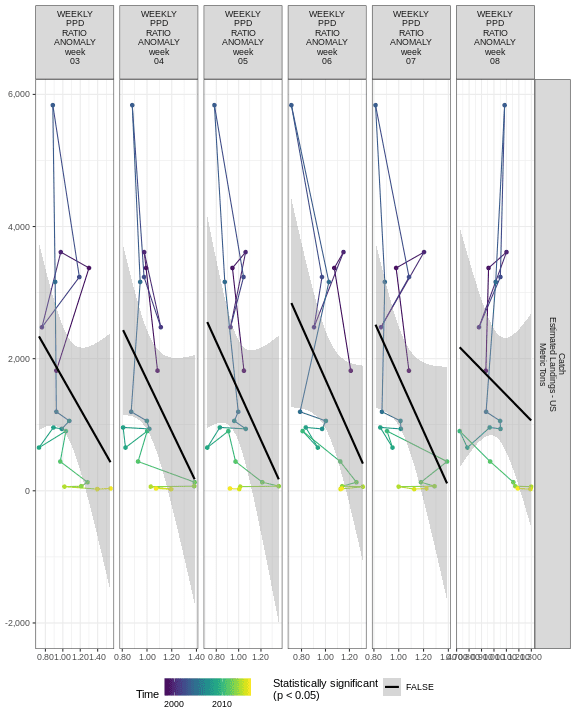 WEEKLY
PPD
RATIO
ANOMALY
week
03
WEEKLY
PPD
RATIO
ANOMALY
week
04
WEEKLY
PPD
RATIO
ANOMALY
week
05
WEEKLY
PPD
RATIO
ANOMALY
week
06
WEEKLY
PPD
RATIO
ANOMALY
week
07
WEEKLY
PPD
RATIO
ANOMALY
week
08
6,000
4,000
2,000
0
-2,000
Catch
Estimated Landings - US
Metric Tons
0.80 1.00 1.20 1.40
0.80 1.00 1.20 1.40
0.80 1.00 1.20
0.80 1.00 1.20
0.80 1.00 1.20
Time
2000 2010
Statistically significant
(p < 0.05)
FALSE